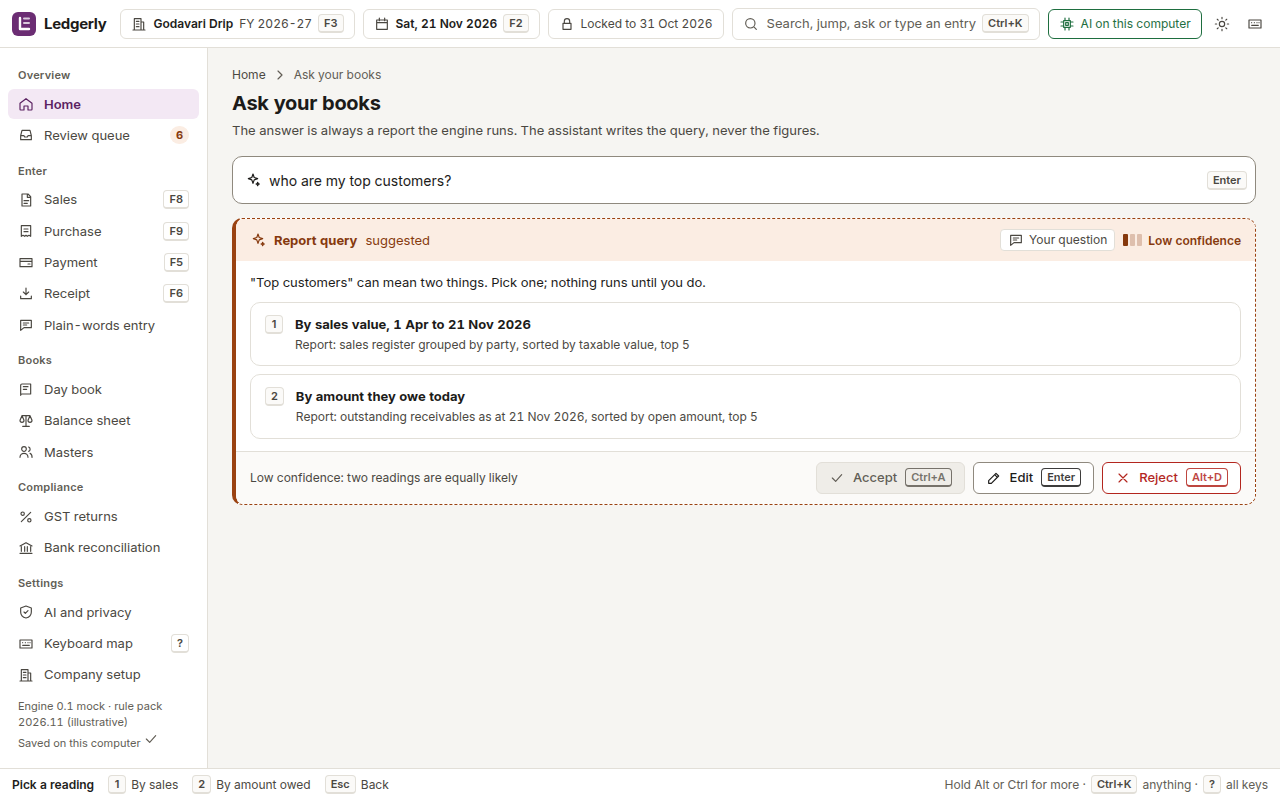 Ledgerly
Godavari Drip FY 2026-27 F3
Sat, 21 Nov 2026 F2
Locked to 31 Oct 2026
Search, jump, ask or type an entry Ctrl+K
AI on this computer
Overview
Home
Review queue 6
Enter
Sales F8
Purchase F9
Payment F5
Receipt F6
Plain-words entry
Books
Day book
Balance sheet
Masters
Compliance
GST returns
Bank reconciliation
Settings
AI and privacy
Keyboard map ?
Company setup
Engine 0.1 mock · rule pack
2026.11 (illustrative)
Saved on this computer
Home Ask your books
Ask your books
The answer is always a report the engine runs. The assistant writes the query, never the figures.
who are my top customers? Enter
Report query suggested Your question Low confidence
"Top customers" can mean two things. Pick one; nothing runs until you do.
1 By sales value, 1 Apr to 21 Nov 2026
Report: sales register grouped by party, sorted by taxable value, top 5
2 By amount they owe today
Report: outstanding receivables as at 21 Nov 2026, sorted by open amount, top 5
Low confidence: two readings are equally likely Accept Ctrl+A Edit Enter Reject Alt+D
Pick a reading 1 By sales 2 By amount owed Esc Back Hold Alt or Ctrl for more · Ctrl+K anything · ? all keys